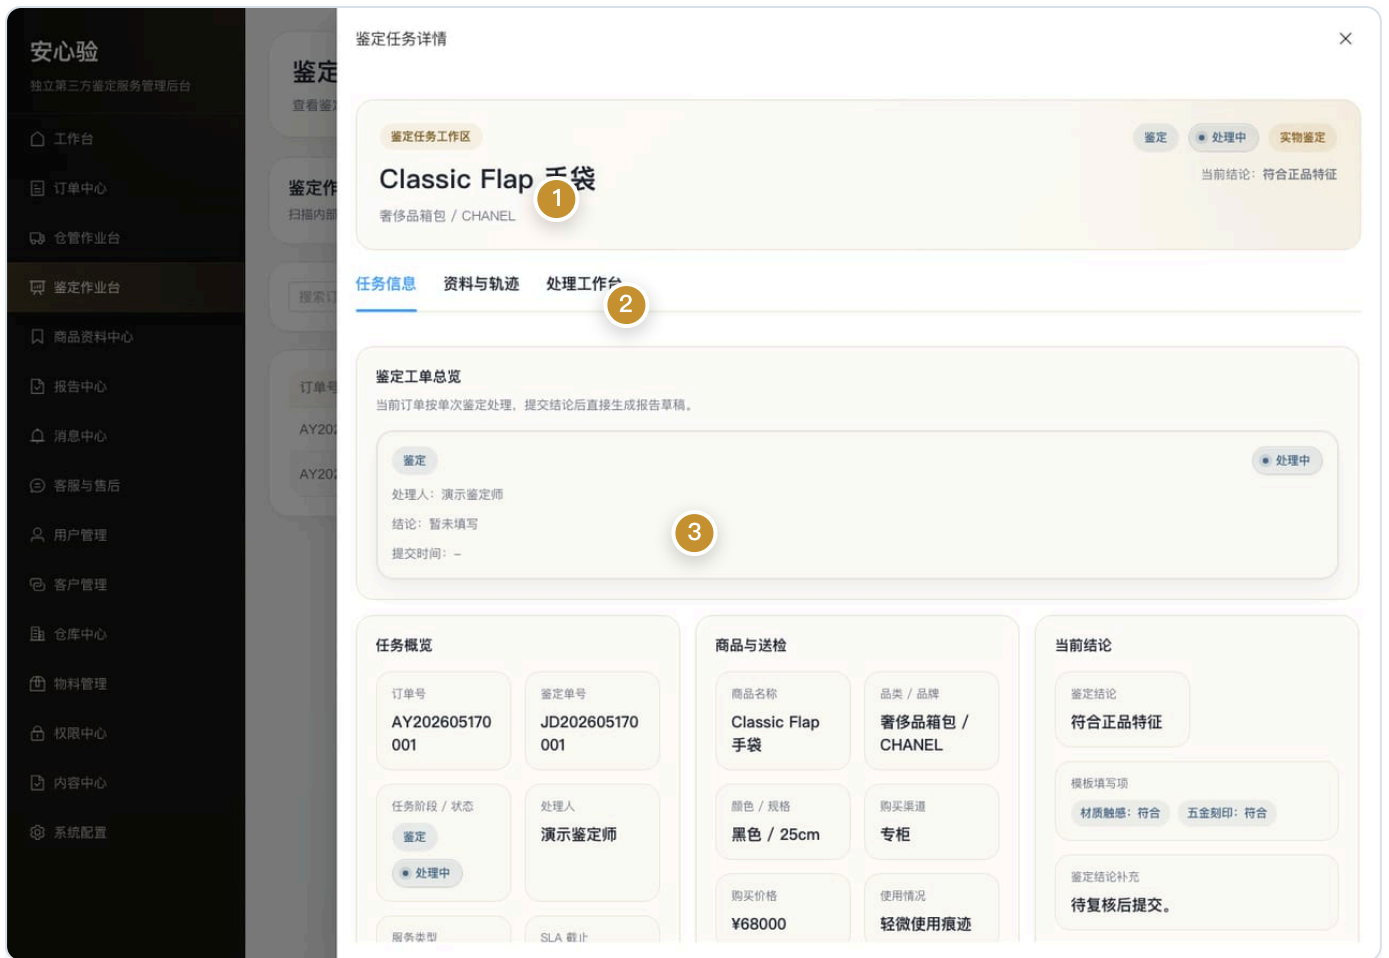 安心验
独立第三方鉴定服务管理后台
工作台
订单中心
仓管作业台
鉴定作业台
商品资料中心
报告中心
消息中心
客服与售后
用户管理
客户管理
仓库中心
物料管理
权限中心
内容中心
系统配置
鉴定
查看鉴
鉴定作
扫描内部
搜索订
订单号
AY202
AY202
鉴定任务详情
鉴定任务工作区
鉴定
处理中
实物鉴定
Classic Flap 手袋
当前结论：符合正品特征
奢侈品箱包 / CHANEL
1
任务信息
资料与轨迹
处理工作台
2
鉴定工单总览
当前订单按单次鉴定处理，提交结论后直接生成报告草稿。
鉴定
处理中
处理人：演示鉴定师
结论：暂未填写
提交时间：-
3
任务概览
订单号
AY202605170
001
鉴定单号
JD202605170
001
任务阶段 / 状态
鉴定
处理中
处理人
演示鉴定师
服务类型
SLA 截止
商品与送检
商品名称
Classic Flap
手袋
品类 / 品牌
奢侈品箱包 /
CHANEL
颜色 / 规格
黑色 / 25cm
购买渠道
专柜
购买价格
¥68000
使用情况
轻微使用痕迹
当前结论
鉴定结论
符合正品特征
模板填写项
材质触感：符合
五金刻印：符合
鉴定结论补充
待复核后提交。